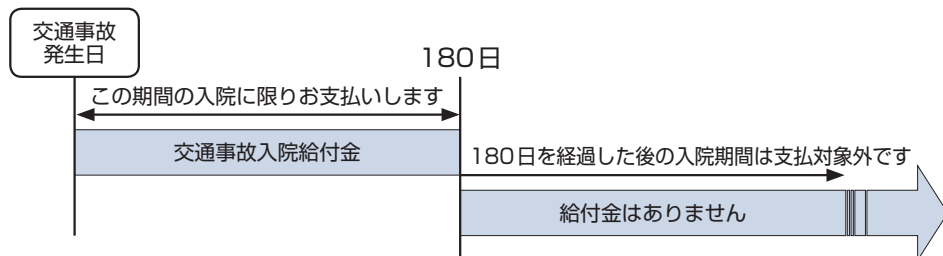 交通事故
発生日
180日
この期間の入院に限りお支払いします
交通事故入院給付金
180日を経過した後の入院期間は支払対象外です
給付金はありません